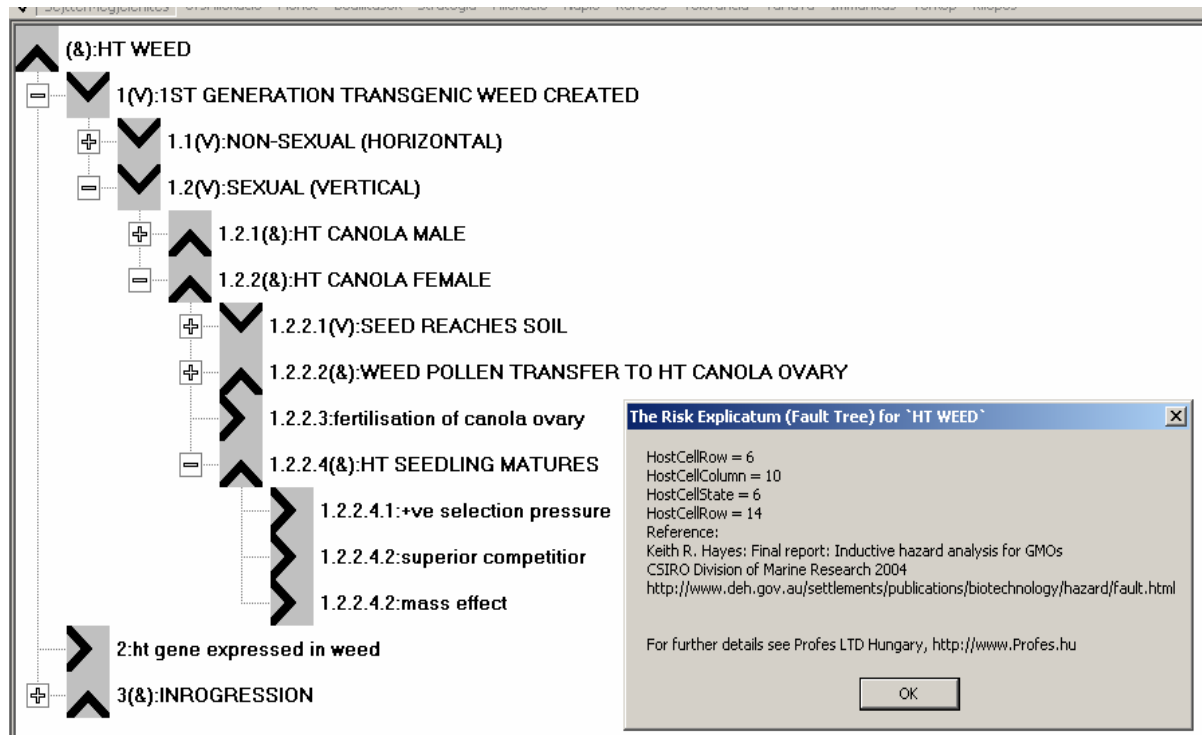 (&):HT WEED
1(V):1ST GENERATION TRANSGENIC WEED CREATED
1.1(V):NON-SEXUAL (HORIZONTAL)
1.2(V):SEXUAL (VERTICAL)
1.2.1(&):HT CANOLA MALE
1.2.2(&):HT CANOLA FEMALE
1.2.2.1(V):SEED REACHES SOIL
1.2.2.2(&):WEED POLLEN TRANSFER TO HT CANOLA OVARY
1.2.2.3:fertilisation of canola ovary
1.2.2.4(&):HT SEEDLING MATURES
1.2.2.4.1:+ve selection pressure
1.2.2.4.2:superior competitior
1.2.2.4.2:mass effect
2:ht gene expressed in weed
3(&):INROGRESSION
The Risk Explicatum (Fault Tree) for `HT WEED`
HostCellRow = 6
HostCellColumn = 10
HostCellState = 6
HostCellRow = 14
Reference:
Keith R. Hayes: Final report: Inductive hazard analysis for GMOs
CSIRO Division of Marine Research 2004
http://www.deh.gov.au/settlements/publications/biotechnology/hazard/fault.html
For further details see Profes LTD Hungary, http://www.Profes.hu
OK